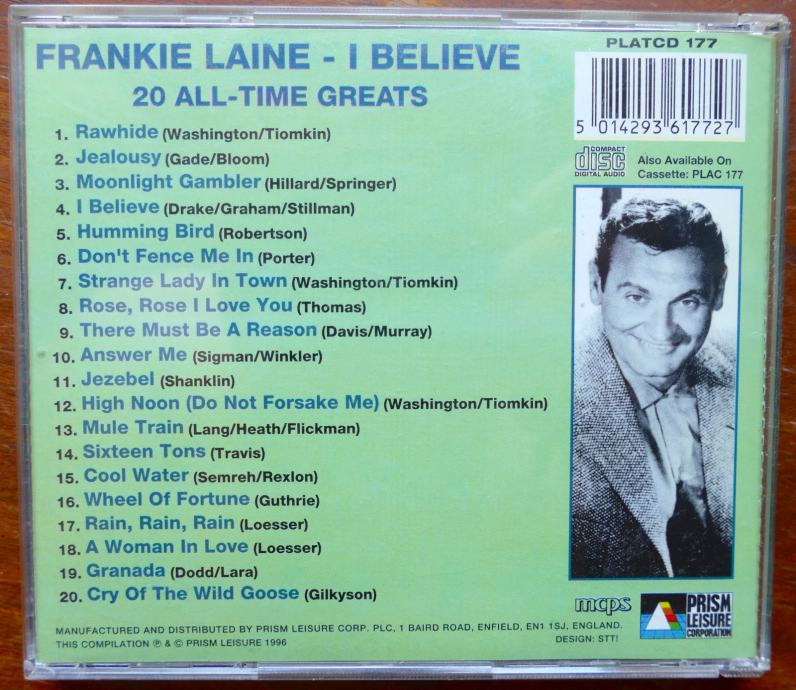 FRANKIE LAINE - I BELIEVE
20 ALL-TIME GREATS
1. Rawhide (Washington/Tiomkin)
2. Jealousy (Gade/Bloom)
3. Moonlight Gambler (Hillard/Springer)
4. I Believe (Drake/Graham/Stillman)
5. Humming Bird (Robertson)
6. Don't Fence Me In (Porter)
7. Strange Lady In Town (Washington/Tiomkin)
8. Rose, Rose I Love You (Thomas)
9. There Must Be A Reason (Davis/Murray)
10. Answer Me (Sigman/Winkler)
11. Jezebel (Shanklin)
12. High Noon (Do Not Forsake Me) (Washington/Tiomkin)
13. Mule Train (Lang/Heath/Flickman)
14. Sixteen Tons (Travis)
15. Cool Water (Semreh/Rexlon)
16. Wheel Of Fortune (Guthrie)
17. Rain, Rain, Rain (Loesser)
18. A Woman In Love (Loesser)
19. Granada (Dodd/Lara)
20. Cry Of The Wild Goose (Gilkyson)
PLATCD 177
5 014293 617727
COMPACT
disc
DIGITAL AUDIO
Also Available On
Cassette: PLAC 177
mcps
PRISM
LEISURE
CORPORATION
MANUFACTURED AND DISTRIBUTED BY PRISM LEISURE CORP. PLC, 1 BAIRD ROAD, ENFIELD, EN1 1SJ, ENGLAND.
THIS COMPILATION ℗ & © PRISM LEISURE 1996
DESIGN: STT!